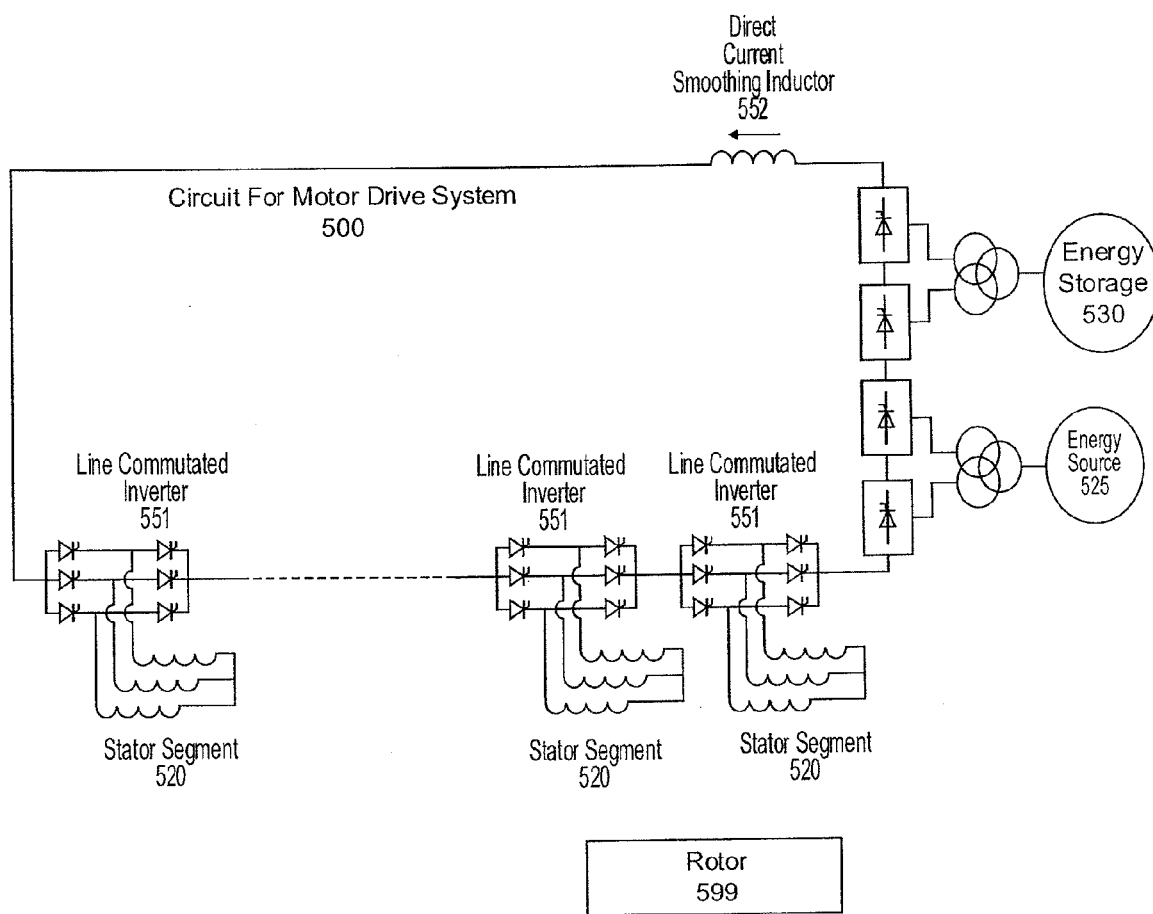 Direct
Current
Smoothing Inductor
552
Circuit For Motor Drive System
500
Energy
Storage
530
Energy
Source
525
Line Commutated
Inverter
551
Line Commutated
Inverter
551
Line Commutated
Inverter
551
Stator Segment
520
Stator Segment
520
Stator Segment
520
Rotor
599